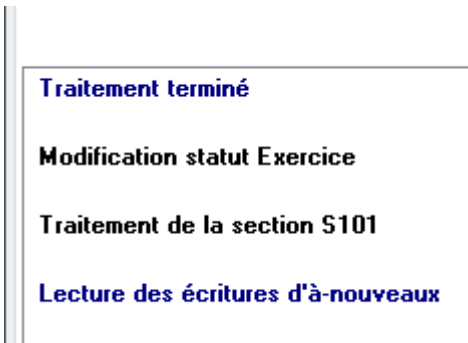 Traitement terminé
Modification statut Exercice
Traitement de la section S101
Lecture des écritures d'à-nouveaux